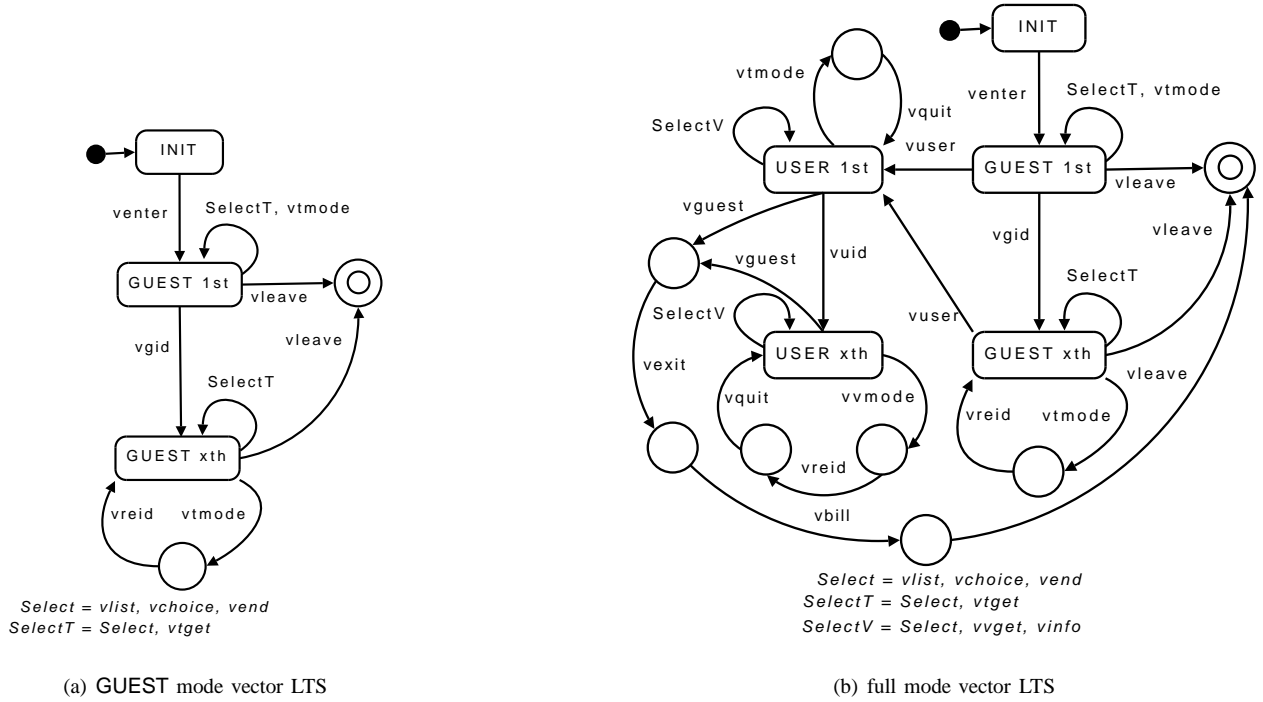 INIT
venter
SelectT, vtmode
GUEST 1st
vleave
vgid
vleave
SelectT
GUEST xth
vreid
vtmode
Select = vlist, vchoice, vend
SelectT = Select, vtget
(a) GUEST mode vector LTS
INIT
vtmode
venter
SelectT, vtmode
SelectV
vquit
vuser
USER 1st
GUEST 1st
vleave
vguest
vgid
vleave
vguest
vuid
SelectT
SelectV
vuser
USER xth
GUEST xth
vexit
vleave
vquit
vvmode
vreid
vtmode
vreid
vbill
Select = vlist, vchoice, vend
SelectT = Select, vtget
SelectV = Select, vvget, vinfo
(b) full mode vector LTS